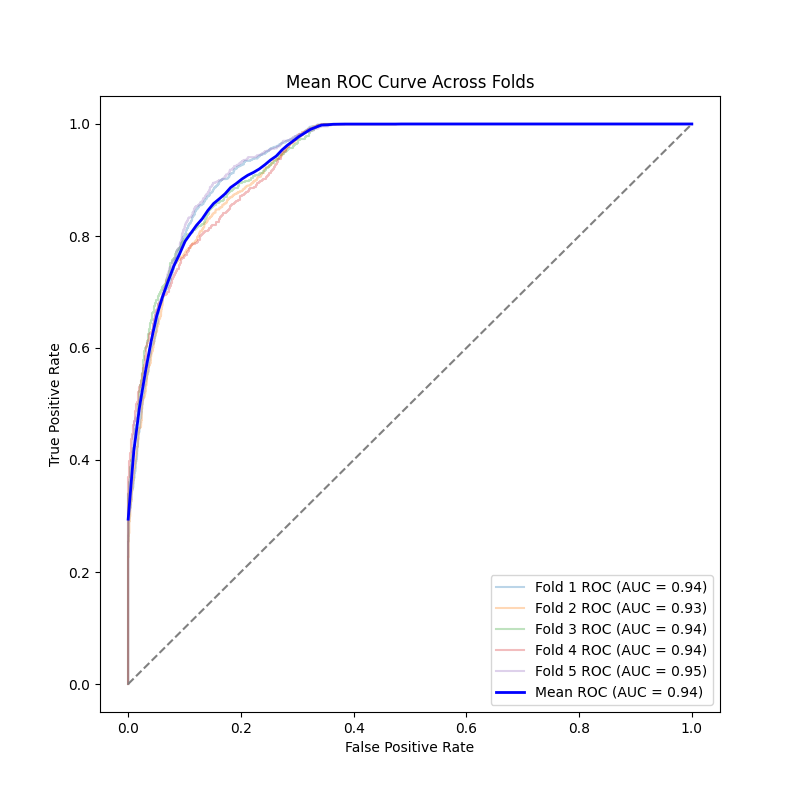 Mean ROC Curve Across Folds
True Positive Rate
1.0
0.8
0.6
0.4
0.2
0.0
Fold 1 ROC (AUC = 0.94)
Fold 2 ROC (AUC = 0.93)
Fold 3 ROC (AUC = 0.94)
Fold 4 ROC (AUC = 0.94)
Fold 5 ROC (AUC = 0.95)
Mean ROC (AUC = 0.94)
0.0 0.2 0.4 0.6 0.8 1.0
False Positive Rate